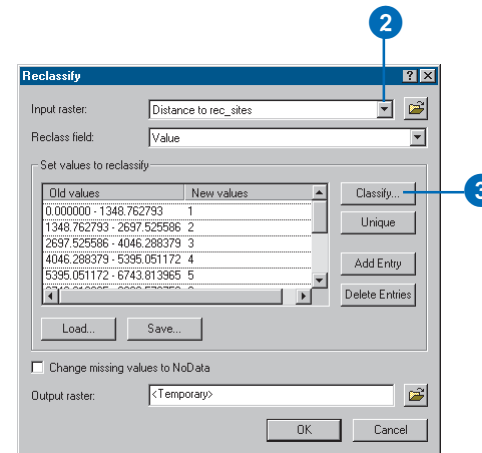 2
Reclassify
Input raster: Distance to rec_sites
Reclass field: Value
Set values to reclassify
Old values New values
0.000000 - 1348.762793 1
1348.762793 - 2697.525586 2
2697.525586 - 4046.288379 3
4046.288379 - 5395.051172 4
5395.051172 - 6743.813965 5
Classify...
3
Unique
Add Entry
Delete Entries
Load... Save...
Change missing values to NoData
Output raster: <Temporary>
OK Cancel